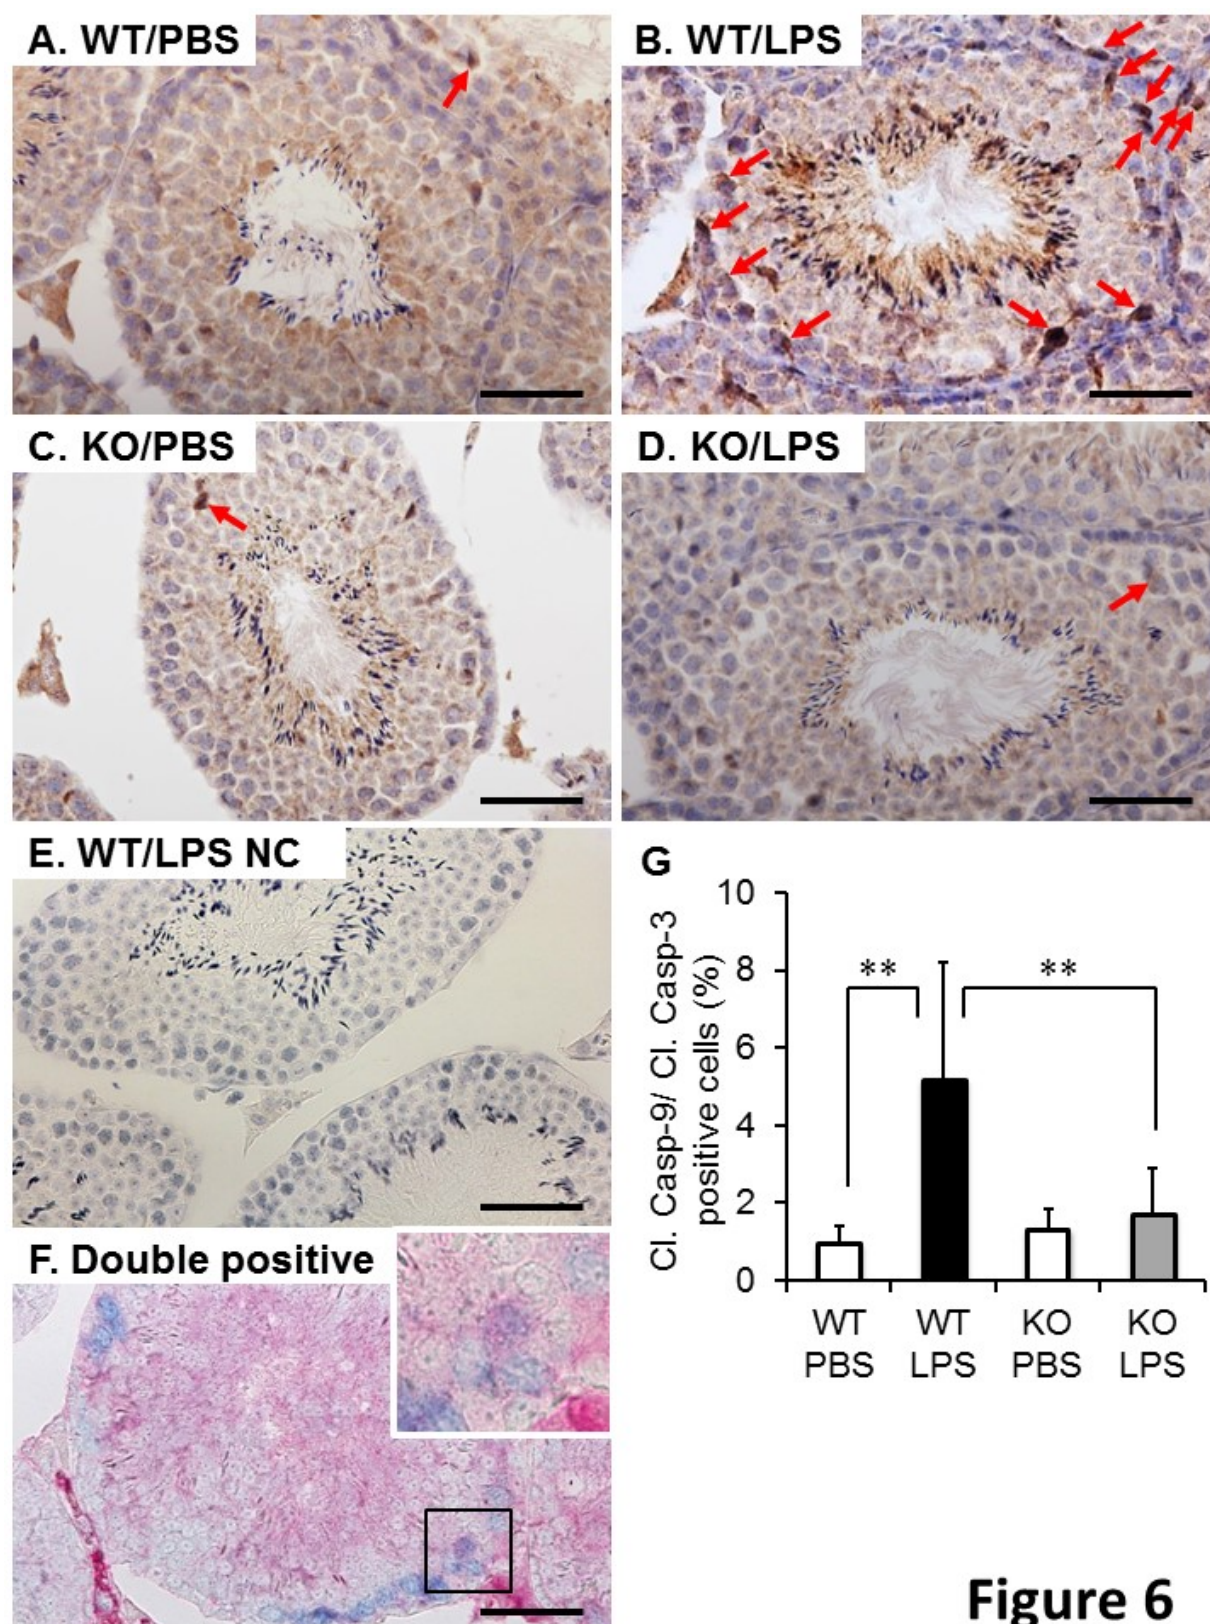 A. WT/PBS
B. WT/LPS
C. KO/PBS
D. KO/LPS
E. WT/LPS NC
F. Double positive
G
Cl. Casp-9/ Cl. Casp-3
positive cells (%)
10
8
6
4
2
0
**
**
WT
PBS
WT
LPS
KO
PBS
KO
LPS
Figure 6